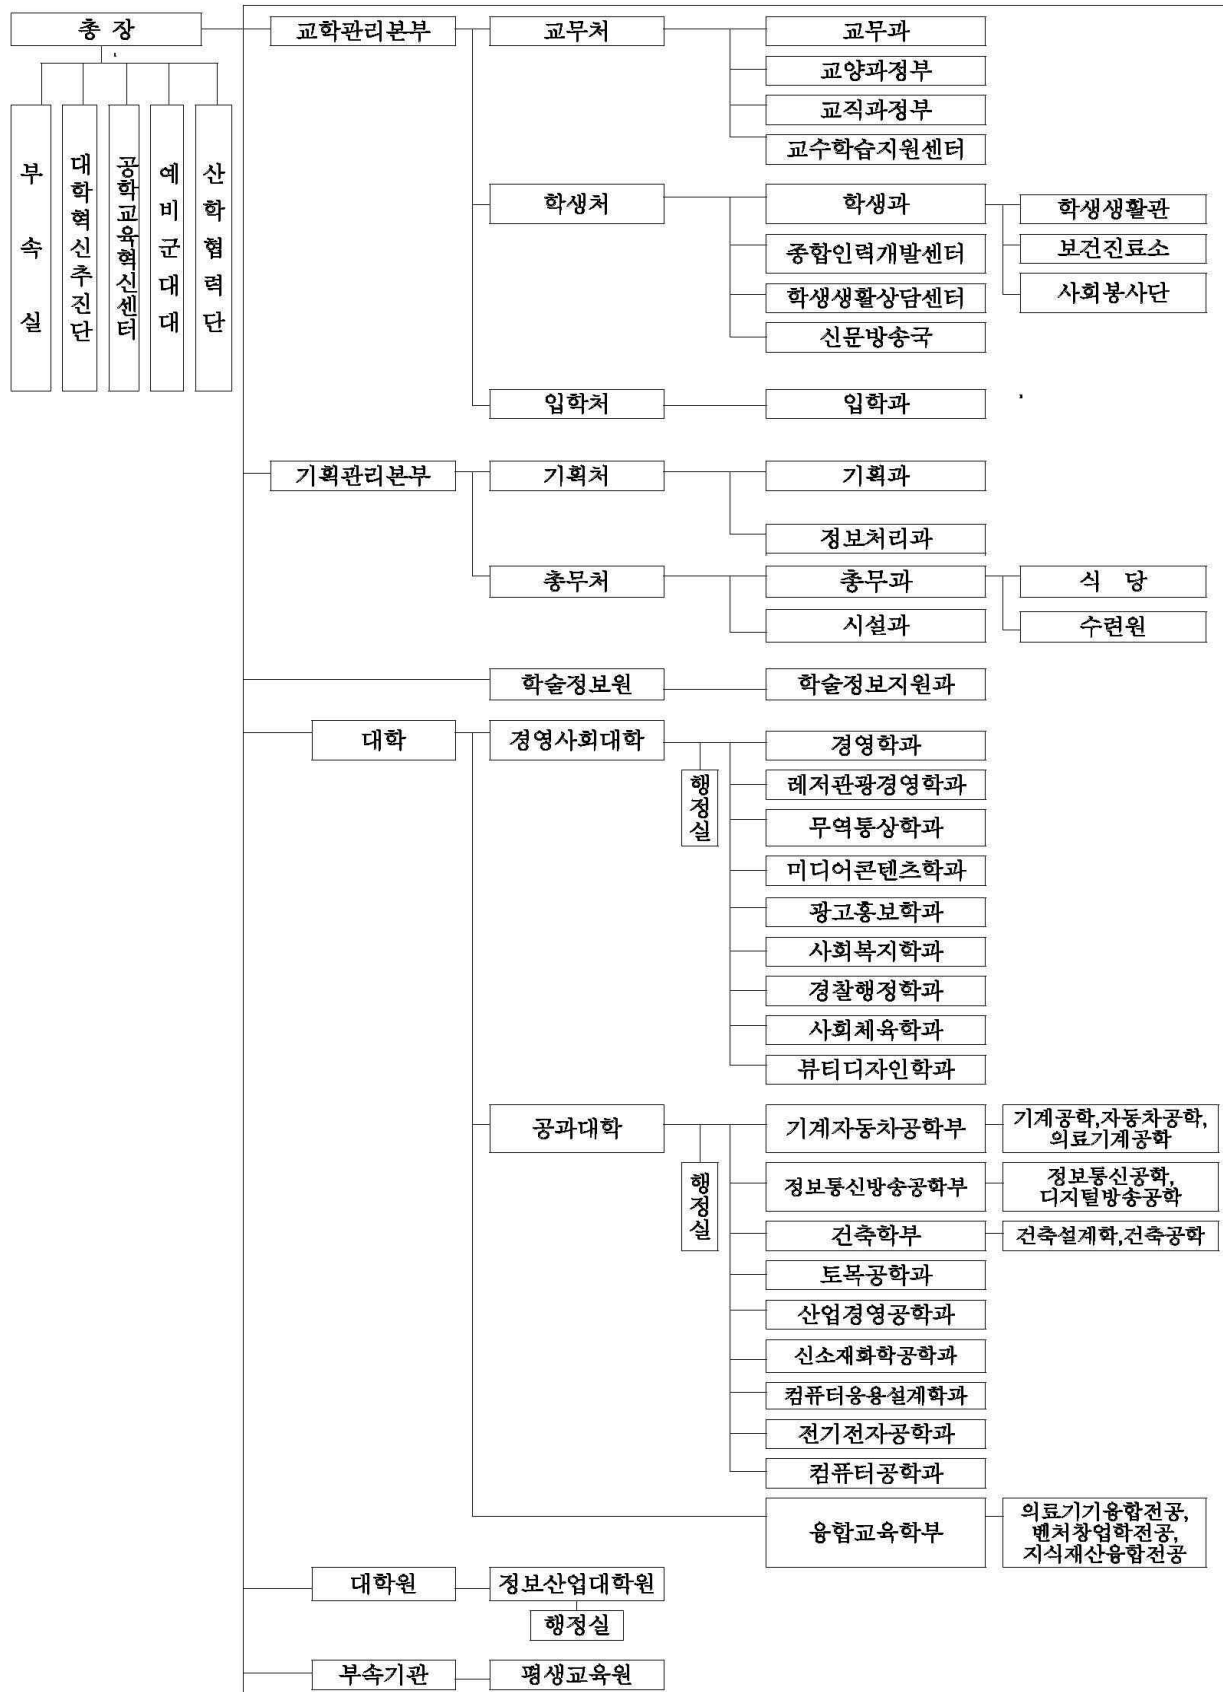 총 장
부 속 실
대학혁신추진단
공학교육혁신센터
예비군대대
산학협력단
교학관리본부
교무처
교무과
교양과정부
교직과정부
교수학습지원센터
학생처
학생과
학생생활관
보건진료소
사회봉사단
종합인력개발센터
학생생활상담센터
신문방송국
입학처
입학과
기획관리본부
기획처
기획과
정보처리과
총무처
총무과
식 당
수련원
시설과
학술정보원
학술정보지원과
대학
경영사회대학
행정실
경영학과
레저관광경영학과
무역통상학과
미디어콘텐츠학과
광고홍보학과
사회복지학과
경찰행정학과
사회체육학과
뷰티디자인학과
공과대학
행정실
기계자동차공학부
기계공학,자동차공학,
의료기계공학
정보통신방송공학부
정보통신공학,
디지털방송공학
건축학부
건축설계학,건축공학
토목공학과
산업경영공학과
신소재화학공학과
컴퓨터응용설계학과
전기전자공학과
컴퓨터공학과
융합교육학부
의료기기융합전공,
벤처창업학전공,
지식재산융합전공
대학원
정보산업대학원
행정실
부속기관
평생교육원